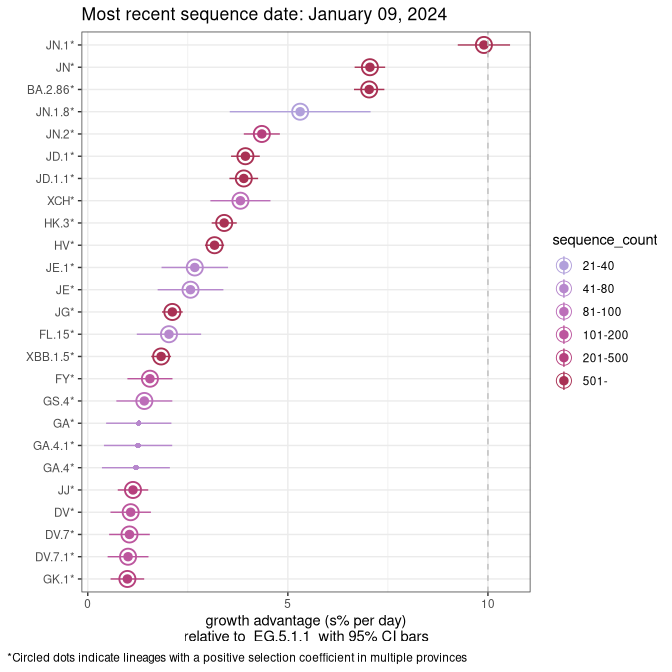 Most recent sequence date: January 09, 2024
JN.1*
JN*
BA.2.86*
JN.1.8*
JN.2*
JD.1*
JD.1.1*
XCH*
HK.3*
HV*
JE.1*
JE*
JG*
FL.15*
XBB.1.5*
FY*
GS.4*
GA*
GA.4.1*
GA.4*
JJ*
DV*
DV.7*
DV.7.1*
GK.1*
0 5 10
growth advantage (s% per day)
relative to  EG.5.1.1  with 95% CI bars
sequence_count
21-40
41-80
81-100
101-200
201-500
501-
*Circled dots indicate lineages with a positive selection coefficient in multiple provinces